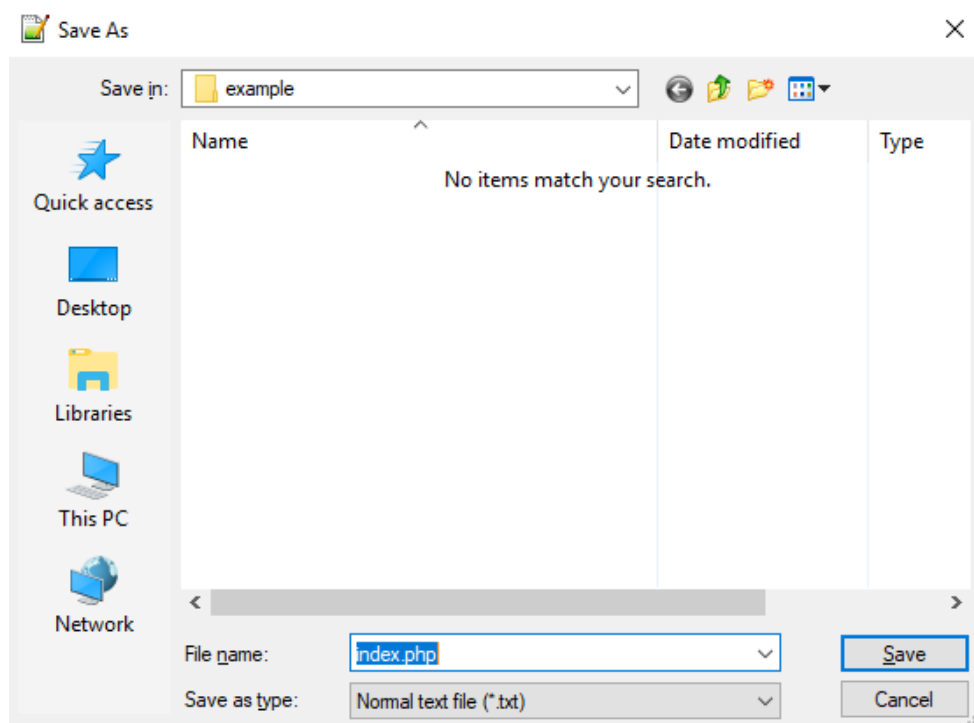 Save As
Save in: example
Name Date modified Type
No items match your search.
Quick access
Desktop
Libraries
This PC
Network
File name: index.php Save
Save as type: Normal text file (*.txt) Cancel